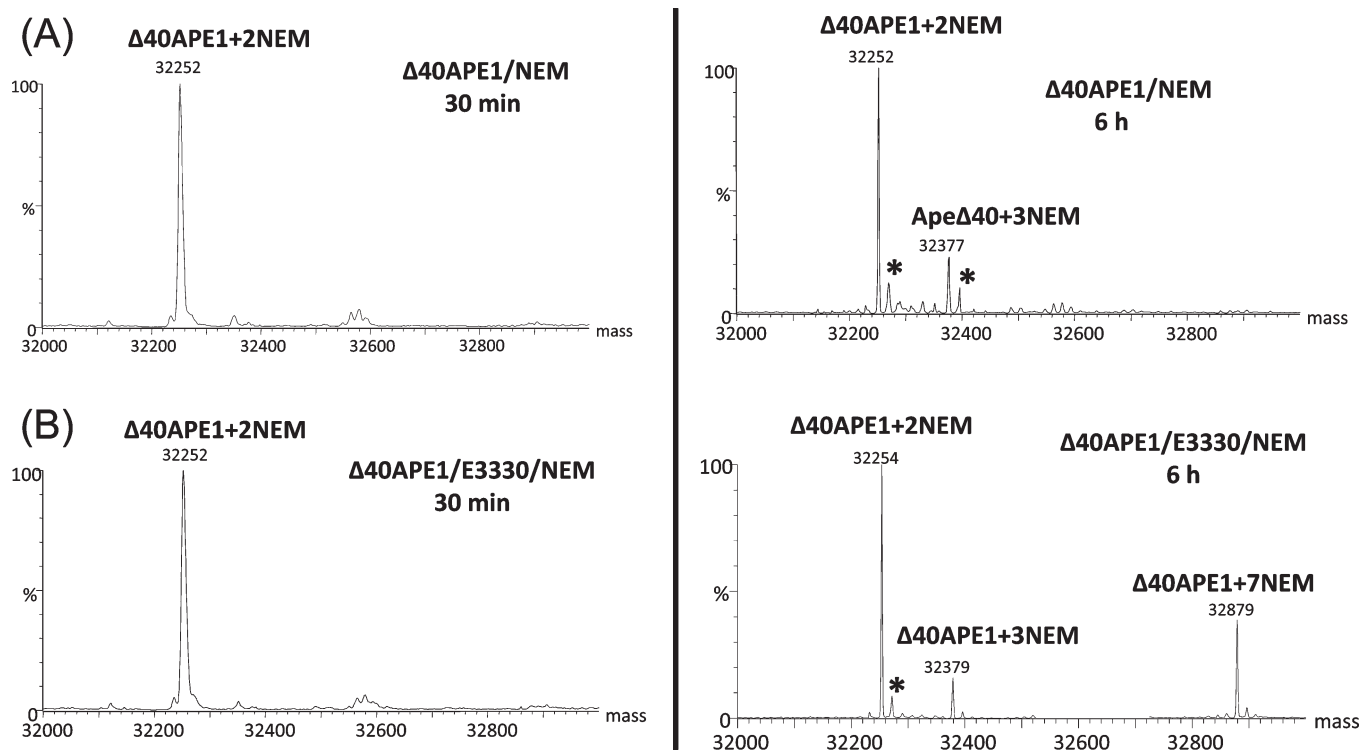 (A)
Δ40APE1+2NEM
32252
Δ40APE1/NEM
30 min
100
%
0
32000 32200 32400 32600 32800 mass
Δ40APE1+2NEM
32252
Δ40APE1/NEM
6 h
100
%
ApeΔ40+3NEM
32377
*
*
0
32000 32200 32400 32600 32800 mass
(B)
Δ40APE1+2NEM
32252
Δ40APE1/E3330/NEM
30 min
100
%
0
32000 32200 32400 32600 32800 mass
Δ40APE1+2NEM
32254
Δ40APE1/E3330/NEM
6 h
100
%
Δ40APE1+7NEM
32879
Δ40APE1+3NEM
32379
*
0
32000 32200 32400 32600 32800 mass